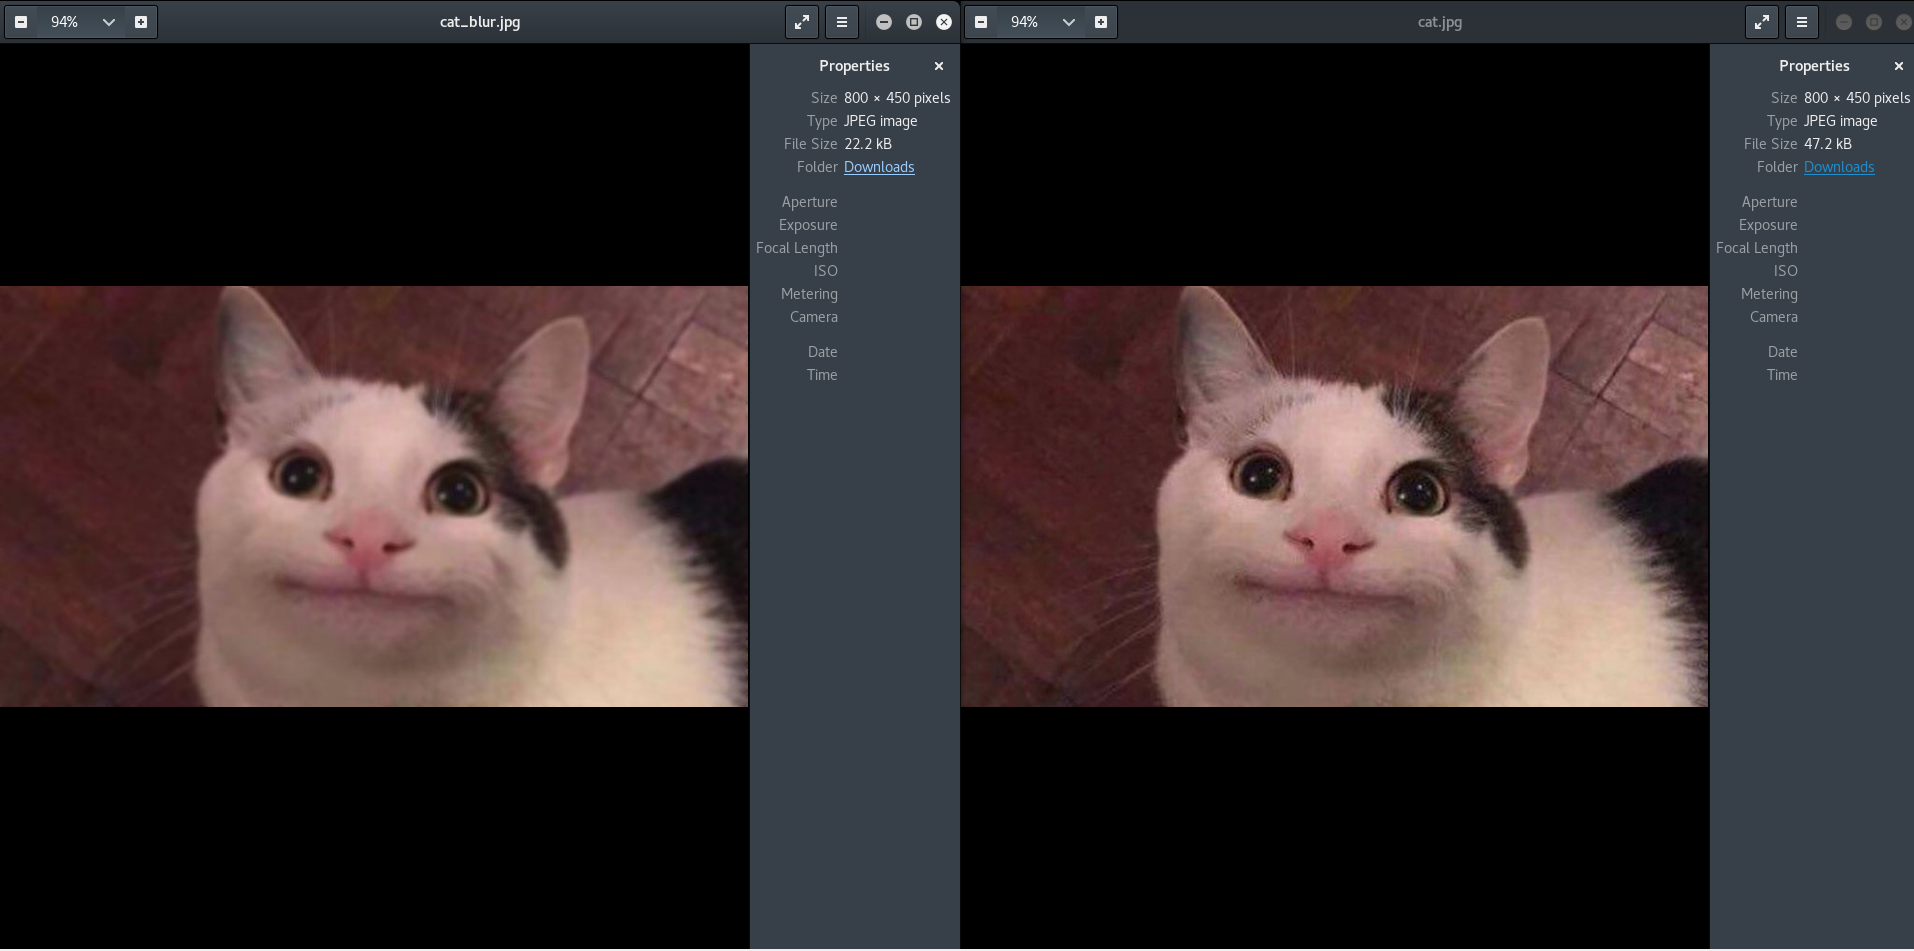 94%
cat_blur.jpg
Properties
Size 800 × 450 pixels
Type JPEG image
File Size 22.2 kB
Folder Downloads
Aperture
Exposure
Focal Length
ISO
Metering
Camera
Date
Time
94%
cat.jpg
Properties
Size 800 × 450 pixels
Type JPEG image
File Size 47.2 kB
Folder Downloads
Aperture
Exposure
Focal Length
ISO
Metering
Camera
Date
Time